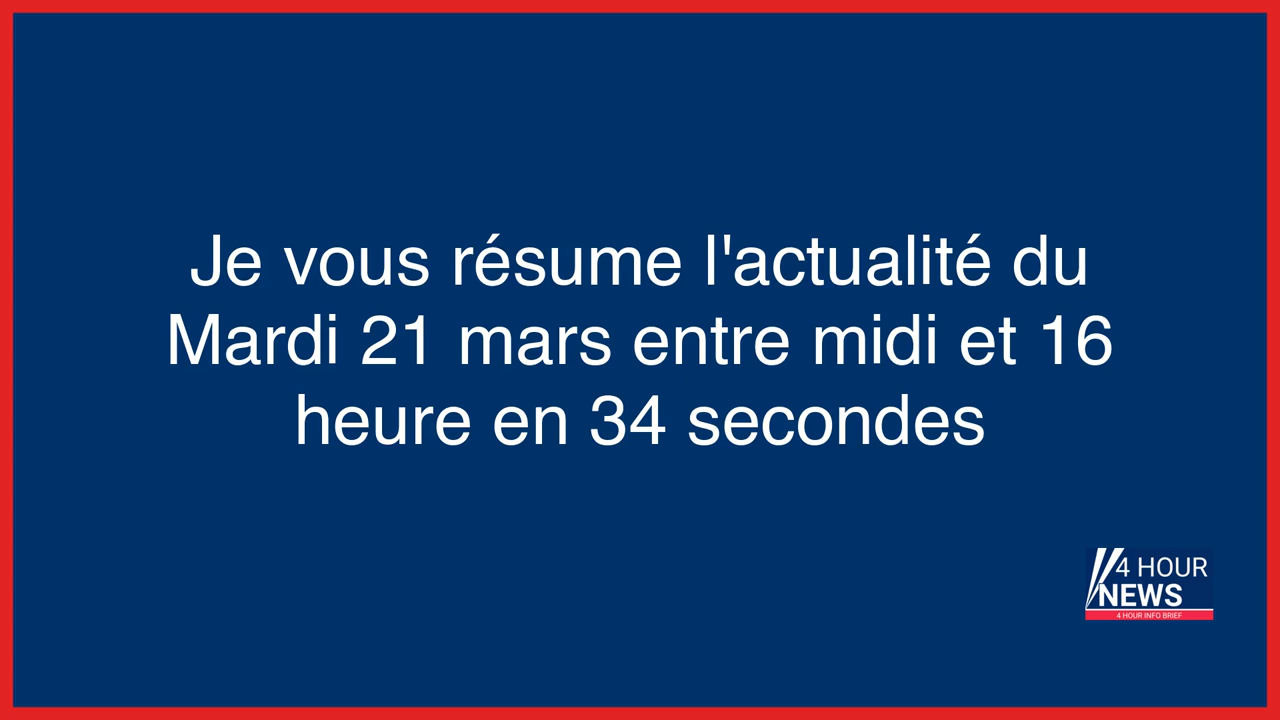 Je vous résume l'actualité du
Mardi 21 mars entre midi et 16
heure en 34 secondes
4 HOUR
NEWS
4 HOUR INFO BRIEF